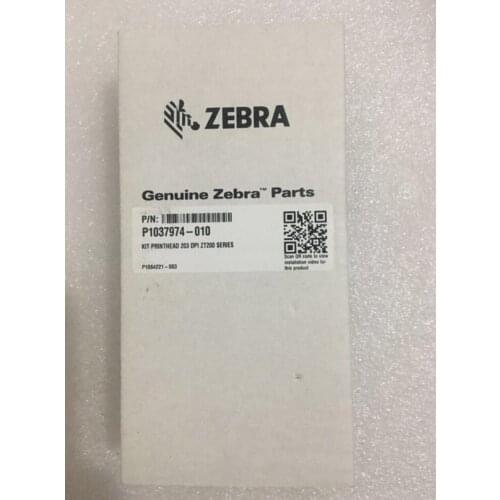 ZEBRA
Genuine Zebra™ Parts
P/N:
P1037974-010
KIT PRINTHEAD 203 DPI ZT200 SERIES
P1064221-003
Scan QR code to view
installation video for
this product